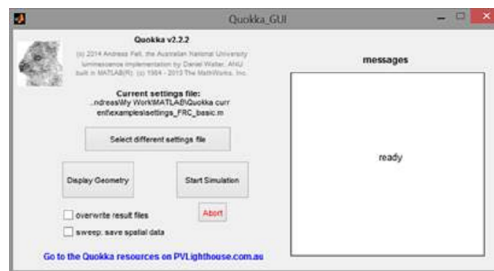 Quokka_GUI
Quokka v2.2.2
(c) 2014 Andreas Fell, the Australian National University
luminescence implementation by Daniel Walter, ANU
built in MATLAB(R). (c) 1984 - 2013 The MathWorks, Inc.
Current settings file:
..ndreas\My Work\MATLAB\Quokka curr
ent\examples\settings_FRC_basic.m
Select different settings file
Display Geometry
Start Simulation
overwrite result files
Abort
sweep: save spatial data
Go to the Quokka resources on PVLighthouse.com.au
messages
ready